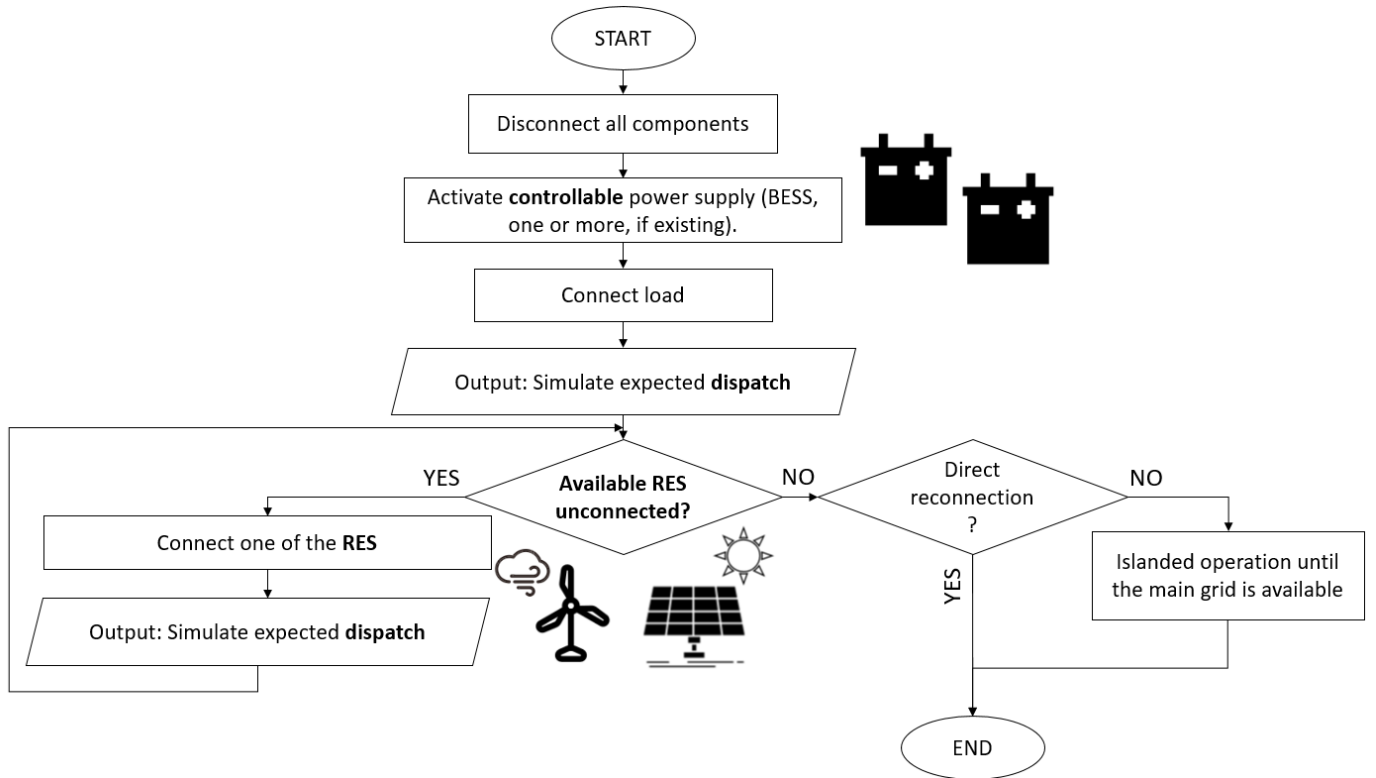 START
Disconnect all components
Activate controllable power supply (BESS,
one or more, if existing).
Connect load
Output: Simulate expected dispatch
YES
Available RES
unconnected?
NO
Direct
reconnection
?
NO
YES
Connect one of the RES
Output: Simulate expected dispatch
Islanded operation until
the main grid is available
END